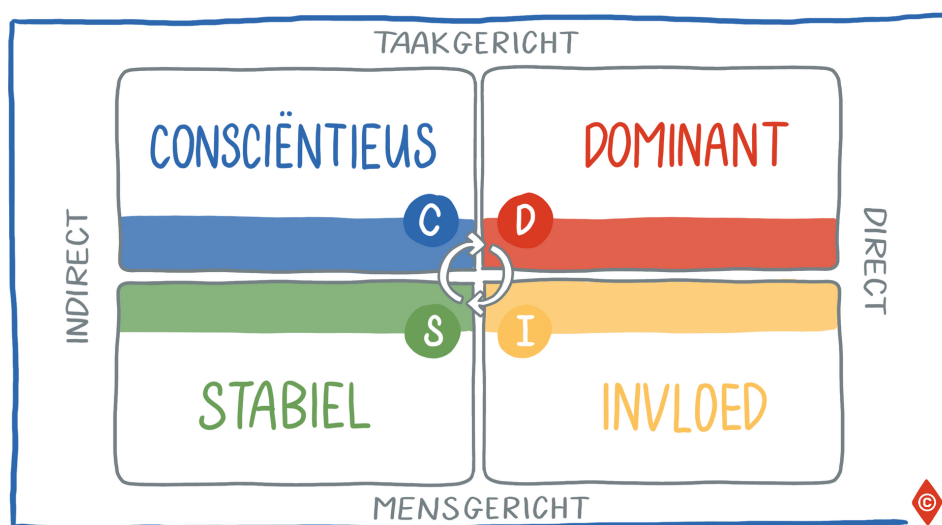 TAAKGERICHT
CONSCIËNTIEUS
DOMINANT
C
D
INDIRECT
DIRECT
S
I
STABIEL
INVLOED
MENSGERICHT
©